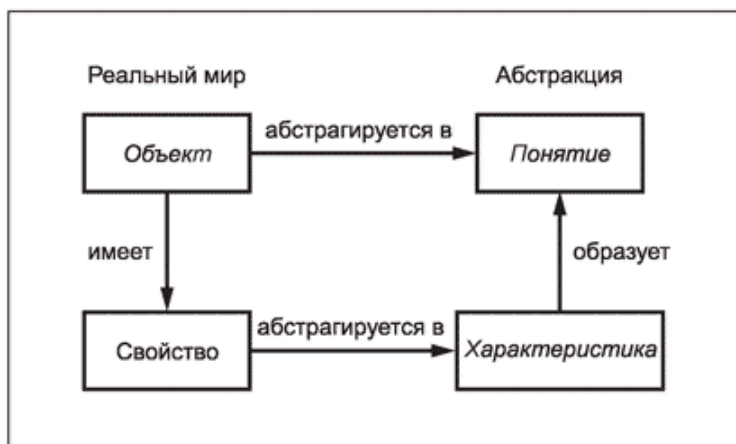 Реальный мир
Абстракция
абстрагируется в
Объект
Понятие
имеет
образует
абстрагируется в
Свойство
Характеристика